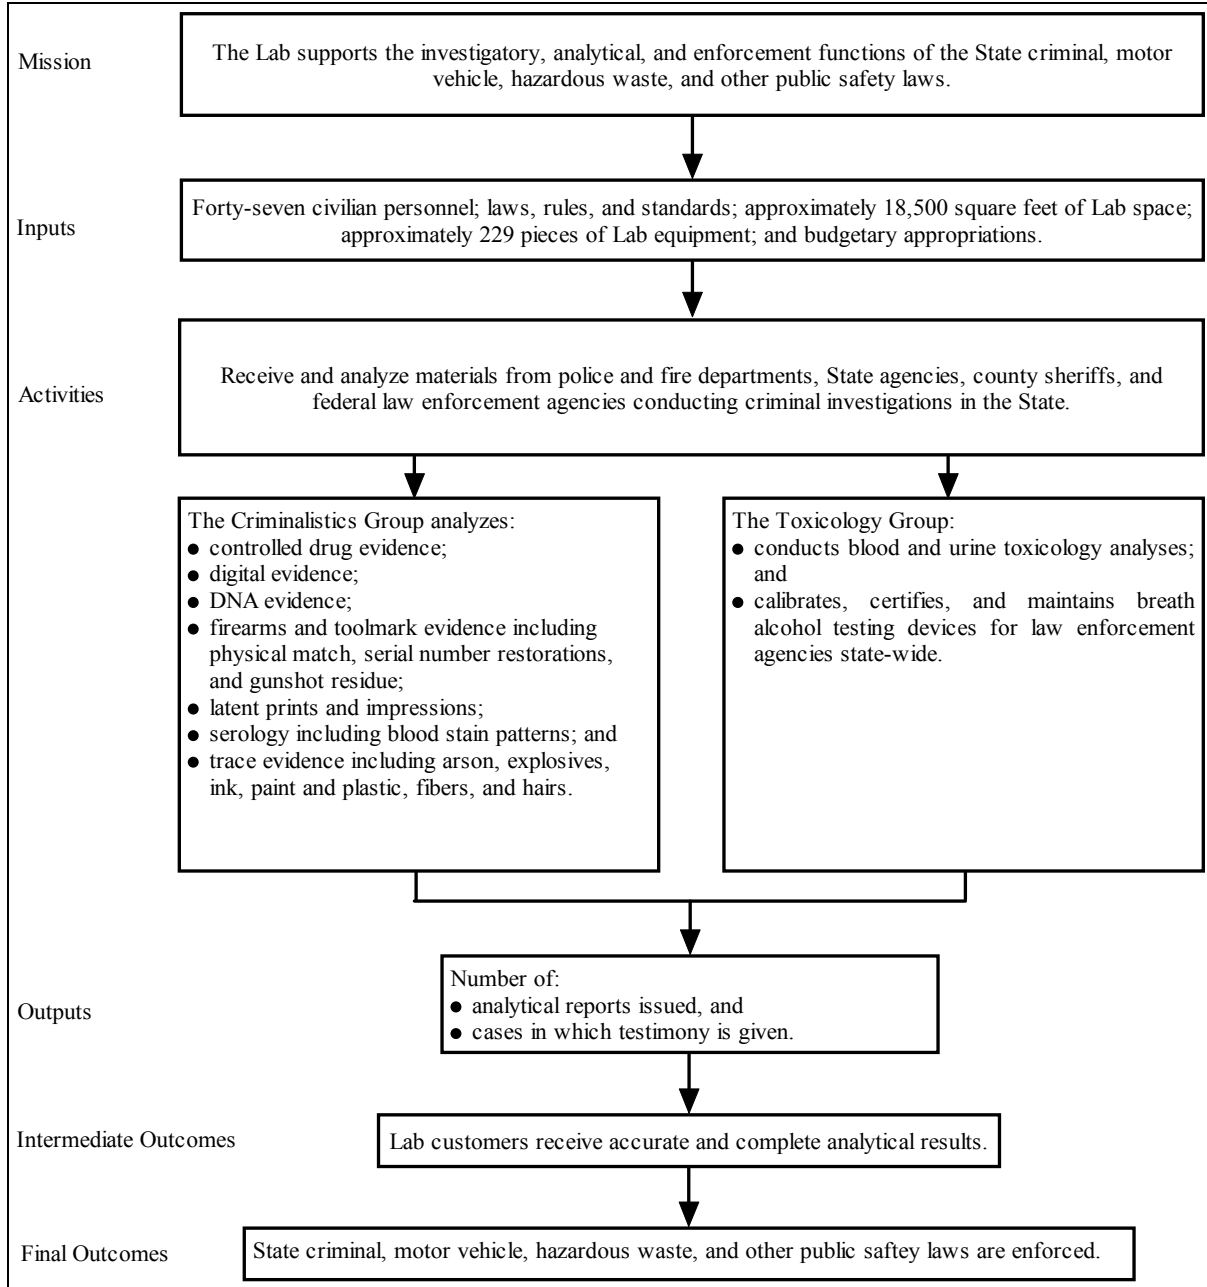 Mission
The Lab supports the investigatory, analytical, and enforcement functions of the State criminal, motor
vehicle, hazardous waste, and other public safety laws.
Inputs
Forty-seven civilian personnel; laws, rules, and standards; approximately 18,500 square feet of Lab space;
approximately 229 pieces of Lab equipment; and budgetary appropriations.
Activities
Receive and analyze materials from police and fire departments, State agencies, county sheriffs, and
federal law enforcement agencies conducting criminal investigations in the State.
The Criminalistics Group analyzes:
● controlled drug evidence;
● digital evidence;
● DNA evidence;
● firearms and toolmark evidence including
physical match, serial number restorations,
and gunshot residue;
● latent prints and impressions;
● serology including blood stain patterns; and
● trace evidence including arson, explosives,
ink, paint and plastic, fibers, and hairs.
The Toxicology Group:
● conducts blood and urine toxicology analyses;
and
● calibrates, certifies, and maintains breath
alcohol testing devices for law enforcement
agencies state-wide.
Outputs
Number of:
● analytical reports issued, and
● cases in which testimony is given.
Intermediate Outcomes
Lab customers receive accurate and complete analytical results.
Final Outcomes
State criminal, motor vehicle, hazardous waste, and other public saftey laws are enforced.